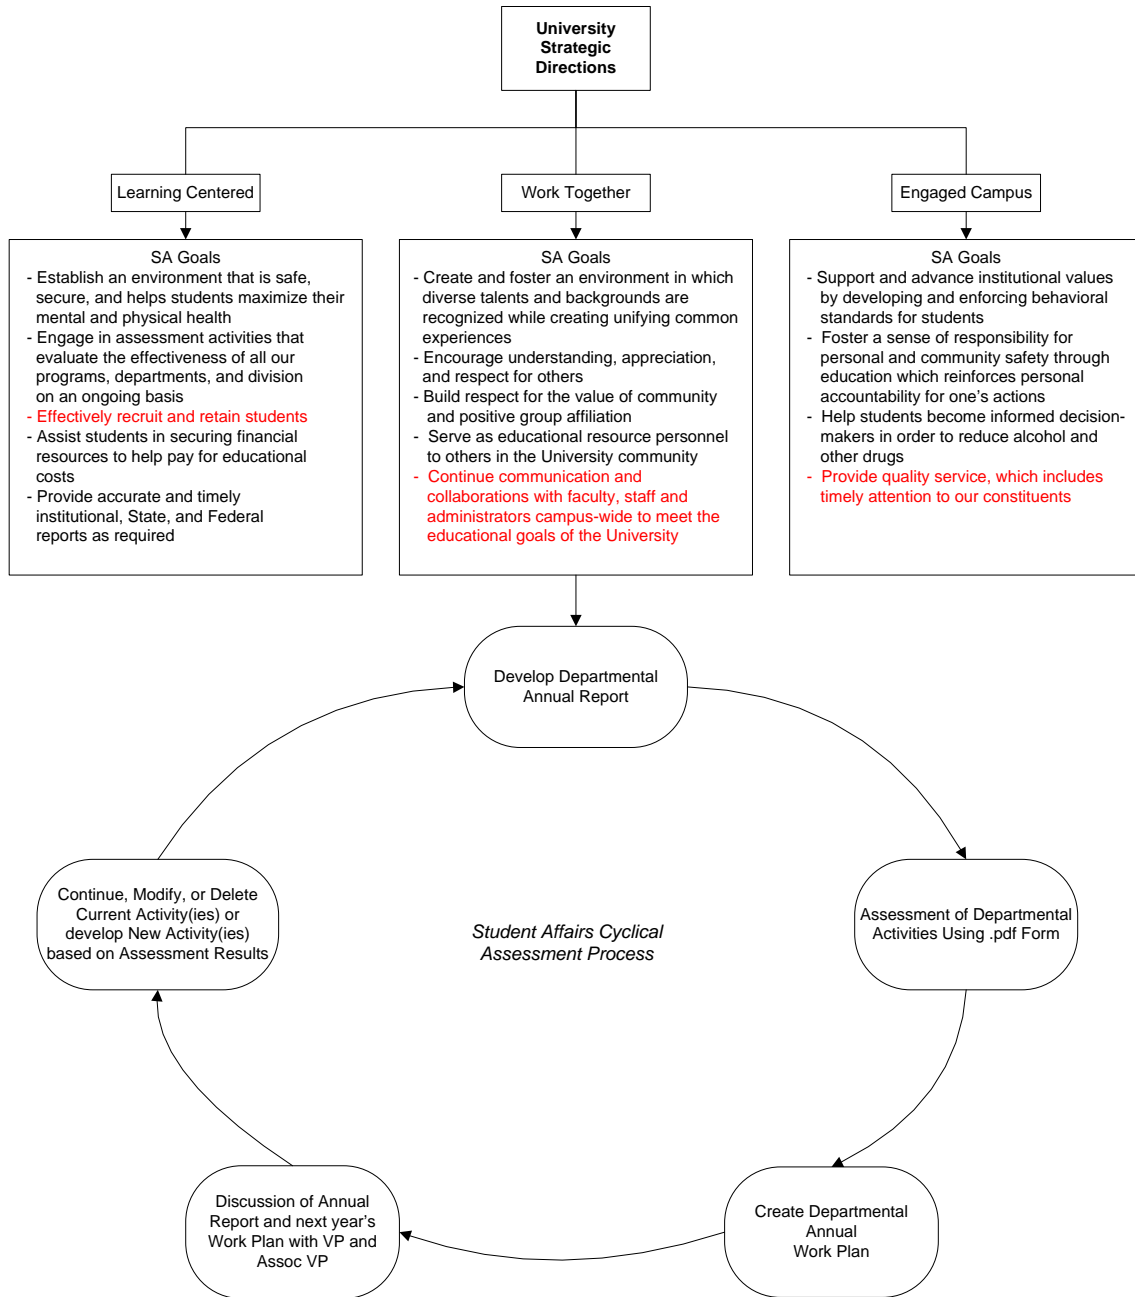 University
Strategic
Directions
Learning Centered
Work Together
Engaged Campus
SA Goals
- Establish an environment that is safe,
secure, and helps students maximize their
mental and physical health
- Engage in assessment activities that
evaluate the effectiveness of all our
programs, departments, and division
on an ongoing basis
- Effectively recruit and retain students
- Assist students in securing financial
resources to help pay for educational
costs
- Provide accurate and timely
institutional, State, and Federal
reports as required
SA Goals
- Create and foster an environment in which
diverse talents and backgrounds are
recognized while creating unifying common
experiences
- Encourage understanding, appreciation,
and respect for others
- Build respect for the value of community
and positive group affiliation
- Serve as educational resource personnel
to others in the University community
- Continue communication and
collaborations with faculty, staff and
administrators campus-wide to meet the
educational goals of the University
SA Goals
- Support and advance institutional values
by developing and enforcing behavioral
standards for students
- Foster a sense of responsibility for
personal and community safety through
education which reinforces personal
accountability for one's actions
- Help students become informed decision-
makers in order to reduce alcohol and
other drugs
- Provide quality service, which includes
timely attention to our constituents
Develop Departmental
Annual Report
Continue, Modify, or Delete
Current Activity(ies) or
develop New Activity(ies)
based on Assessment Results
Student Affairs Cyclical
Assessment Process
Assessment of Departmental
Activities Using .pdf Form
Discussion of Annual
Report and next year's
Work Plan with VP and
Assoc VP
Create Departmental
Annual
Work Plan